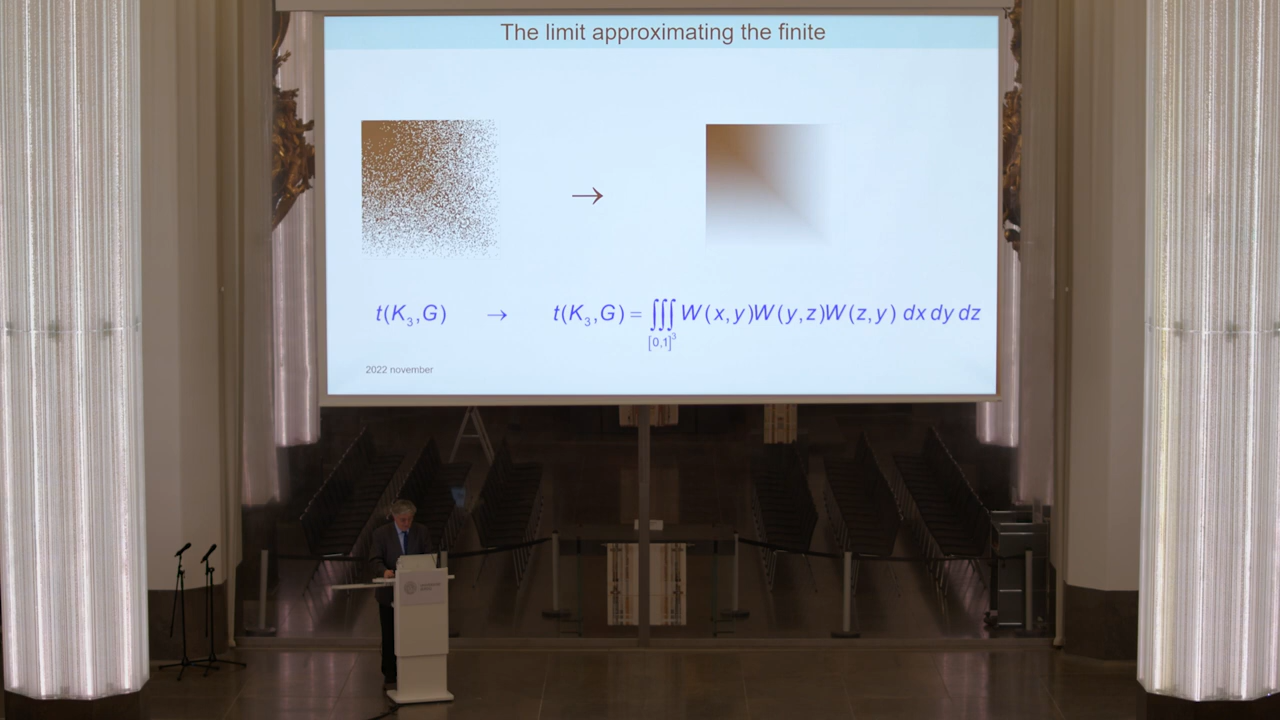 The limit approximating the finite
→
t(K₃,G) → t(K₃,G) = ∭ W(x,y)W(y,z)W(z,y) dx dy dz
[0,1]³
2022 november